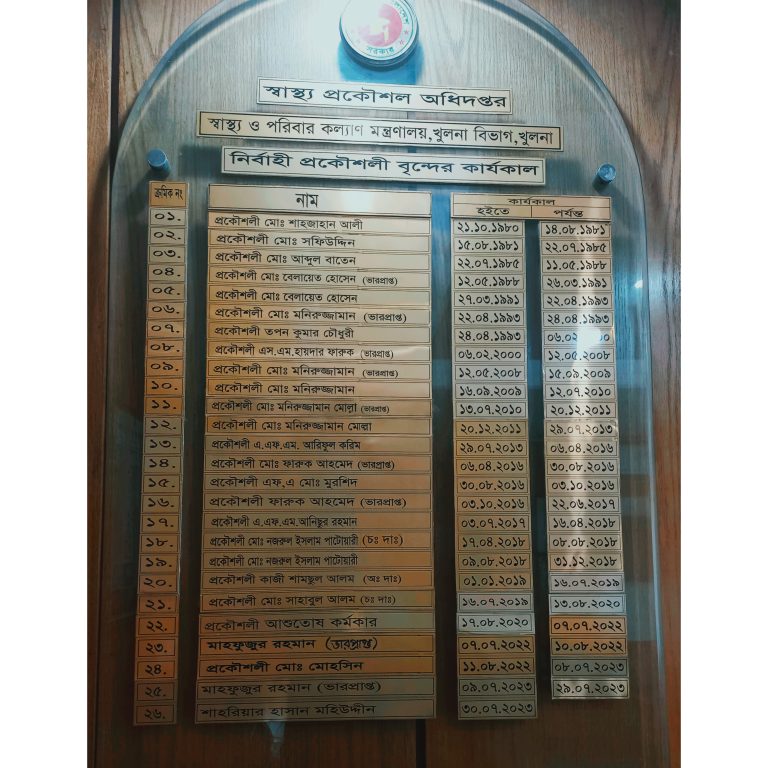 সরকার
স্বাস্থ্য প্রকৌশল অধিদপ্তর
স্বাস্থ্য ও পরিবার কল্যাণ মন্ত্রণালয়,খুলনা বিভাগ,খুলনা
নির্বাহী প্রকৌশলী বৃন্দের কার্যকাল
ক্রমিক নং নাম কার্যকাল
হইতে পর্যন্ত
০১. প্রকৌশলী মোঃ শাহজাহান আলী ২১.১০.১৯৮০ ১৪.০৮.১৯৮১
০২. প্রকৌশলী মোঃ সফিউদ্দিন ১৫.০৮.১৯৮১ ২২.০৭.১৯৮৫
০৩. প্রকৌশলী মোঃ আব্দুল বাতেন ২২.০৭.১৯৮৫ ১১.০৫.১৯৮৮
০৪. প্রকৌশলী মোঃ বেলায়েত হোসেন (ভারপ্রাপ্ত) ১২.০৫.১৯৮৮ ২৬.০৩.১৯৯১
০৫. প্রকৌশলী মোঃ বেলায়েত হোসেন ২৭.০৩.১৯৯১ ২২.০৪.১৯৯৩
০৬. প্রকৌশলী মোঃ মনিরুজ্জামান (ভারপ্রাপ্ত) ২২.০৪.১৯৯৩ ২৪.০৪.১৯৯৩
০৭. প্রকৌশলী তপন কুমার চৌধুরী ২৪.০৪.১৯৯৩
০৮. প্রকৌশলী এস.এম.হায়দার ফারুক (ভারপ্রাপ্ত) ০৬.০২.২০০০ ১২.০৫.২০০৮
০৯. প্রকৌশলী মোঃ মনিরুজ্জামান (ভারপ্রাপ্ত) ১২.০৫.২০০৮ ১৫.০৯.২০০৯
১০. প্রকৌশলী মোঃ মনিরুজ্জামান ১৬.০৯.২০০৯ ১২.০৭.২০১০
১১. প্রকৌশলী মোঃ মনিরুজ্জামান মোল্লা (ভারপ্রাপ্ত) ১৩.০৭.২০১০ ২০.১২.২০১১
১২. প্রকৌশলী মোঃ মনিরুজ্জামান মোল্লা ২০.১২.২০১১ ২৯.০৭.২০১৩
১৩. প্রকৌশলী এ.এফ.এম. আরিফুল করিম ২৯.০৭.২০১৩ ০৬.০৪.২০১৬
১৪. প্রকৌশলী মোঃ ফারুক আহমেদ (ভারপ্রাপ্ত) ০৬.০৪.২০১৬ ৩০.০৮.২০১৬
১৫. প্রকৌশলী এফ,এ মোঃ মুরশিদ ৩০.০৮.২০১৬ ০৩.১০.২০১৬
১৬. প্রকৌশলী ফারুক আহমেদ (ভারপ্রাপ্ত) ০৩.১০.২০১৬ ২২.০৬.২০১৭
১৭. প্রকৌশলী এ.এফ.এম.আনিছুর রহমান ০৩.০৭.২০১৭ ১৬.০৪.২০১৮
১৮. প্রকৌশলী মোঃ নজরুল ইসলাম পাটোয়ারী (চঃ দাঃ) ১৭.০৪.২০১৮ ০৮.০৮.২০১৮
১৯. প্রকৌশলী মোঃ নজরুল ইসলাম পাটোয়ারী ০৯.০৮.২০১৮ ৩১.১২.২০১৮
২০. প্রকৌশলী কাজী শামছুল আলম (অঃ দাঃ) ০১.০১.২০১৯ ১৬.০৭.২০১৯
২১. প্রকৌশলী মোঃ সাহাবুল আলম (চঃ দাঃ) ১৬.০৭.২০১৯ ১৩.০৮.২০২০
২২. প্রকৌশলী আশুতোষ কর্মকার ১৭.০৮.২০২০ ০৭.০৭.২০২২
২৩. মাহফুজুর রহমান (ভারপ্রাপ্ত) ০৭.০৭.২০২২ ১০.০৮.২০২২
২৪. প্রকৌশলী মোঃ মোহসিন ১১.০৮.২০২২ ০৮.০৭.২০২৩
২৫. মাহফুজুর রহমান (ভারপ্রাপ্ত) ০৯.০৭.২০২৩ ২৯.০৭.২০২৩
২৬. শাহরিয়ার হাসান মহিউদ্দীন ৩০.০৭.২০২৩